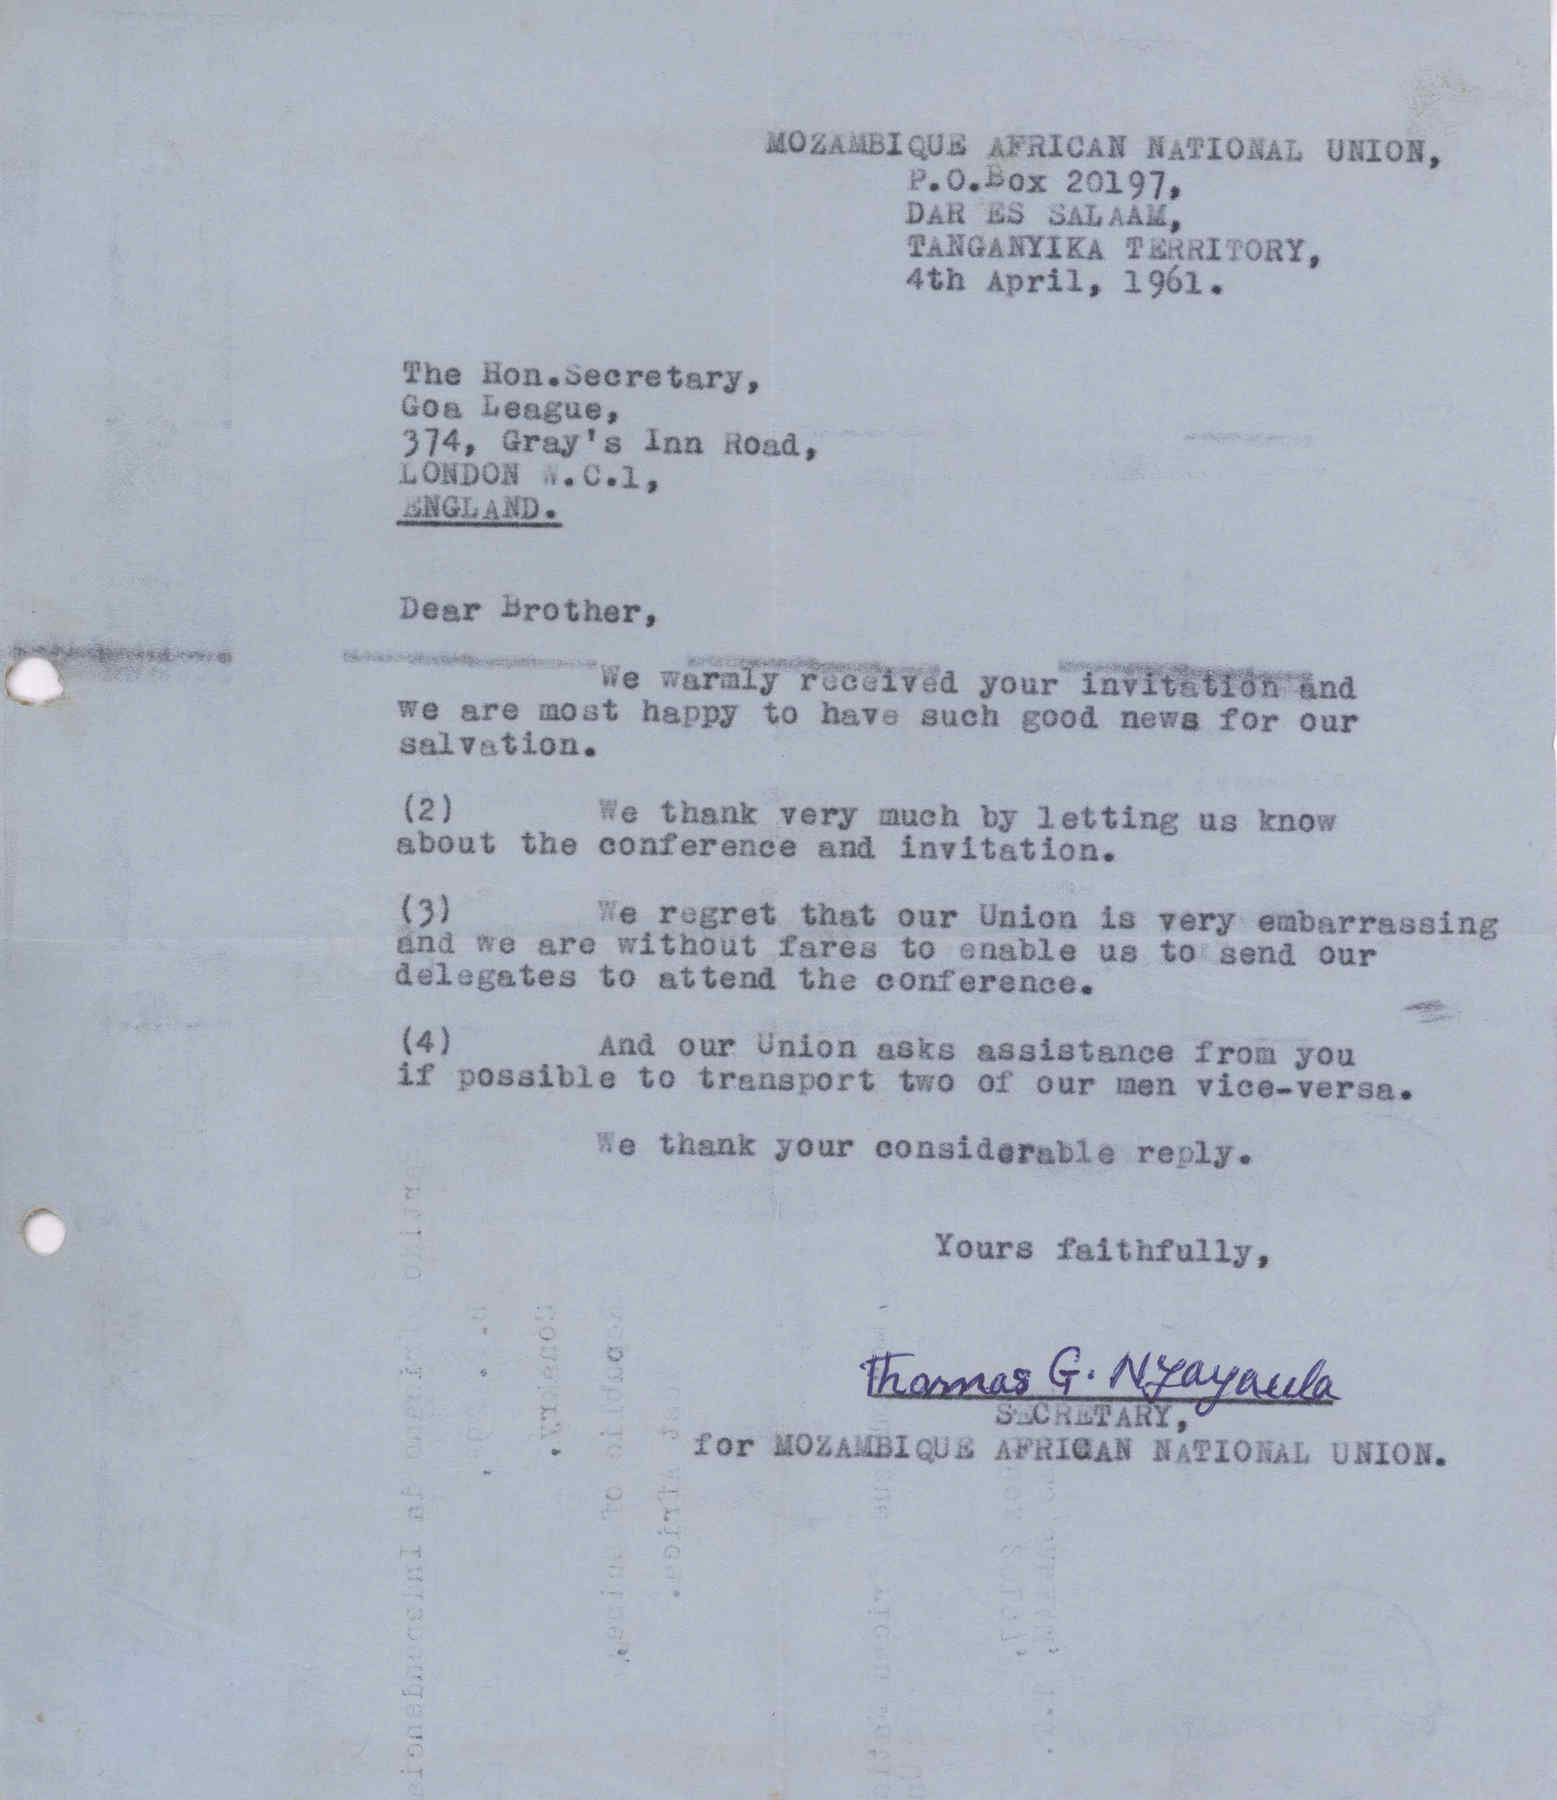 MOZAMBIQUE AFRICAN NATIONAL UNION,
P.O.Box 20197,
DAR ES SALAAM,
TANGANYIKA TERRITORY,
4th April, 1961.
The Hon.Secretary,
Goa League,
374, Gray's Inn Road,
LONDON W.C.1,
ENGLAND.
Dear Brother,
We warmly received your invitation and
we are most happy to have such good news for our
salvation.
(2) We thank very much by letting us know
about the conference and invitation.
(3) We regret that our Union is very embarrassing
and we are without fares to enable us to send our
delegates to attend the conference.
(4) And our Union asks assistance from you
if possible to transport two of our men vice-versa.
We thank your considerable reply.
Yours faithfully,
Thomas G. Nyayaula
SECRETARY,
for MOZAMBIQUE AFRICAN NATIONAL UNION.